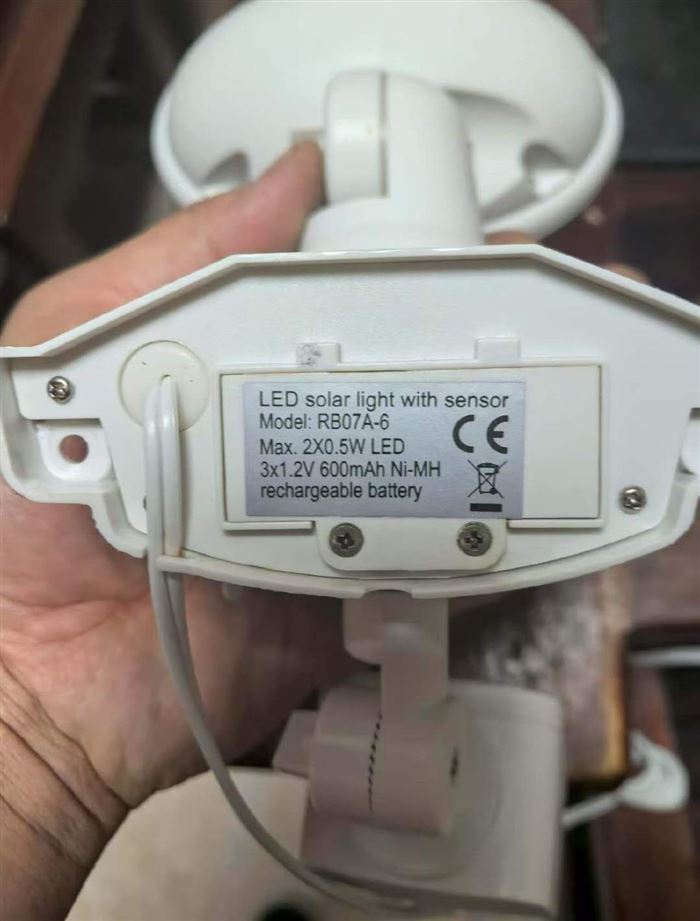 LED solar light with sensor
Model: RB07A-6
Max. 2X0.5W LED
3x1.2V 600mAh Ni-MH
rechargeable battery
CE